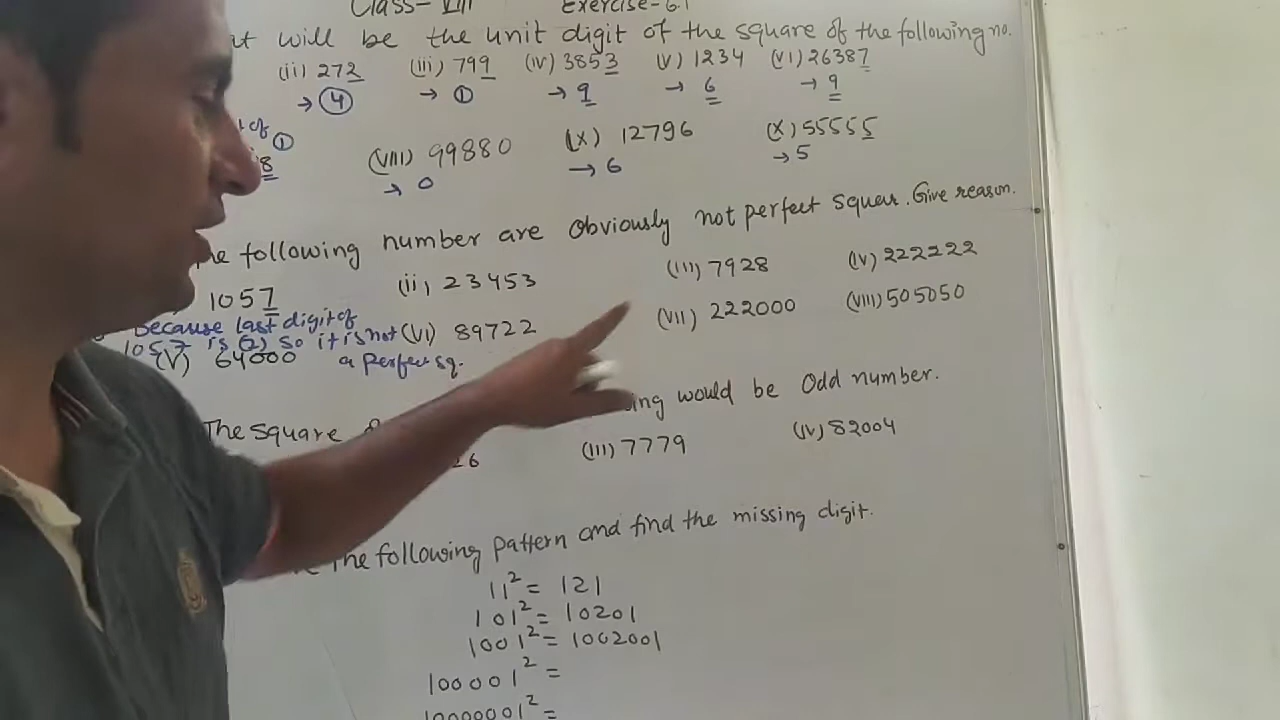 Class-VIII Exercise-6.1
will be the unit digit of the square of the following no.
(ii) 272 (iii) 799 (iv) 3853 (v) 1234 (vi) 26387
→ 4 → 1 → 9 → 6 → 9
of 1
8 (viii) 99880 (ix) 12796 (x) 55555
→ 0 → 6 → 5
The following number are obviously not perfect squar. Give reason.
1057 (ii) 23453 (iii) 7928 (iv) 222222
Because last digit of
1057 is (2) so it is not (vi) 89722 (vii) 222000 (viii) 505050
(v) 64000 a perfect sq.
The square would be Odd number.
26 (iii) 7779 (iv) 82004
The following pattern and find the missing digit.
11² = 121
101² = 10201
1001² = 1002001
100001² =
10000001² =